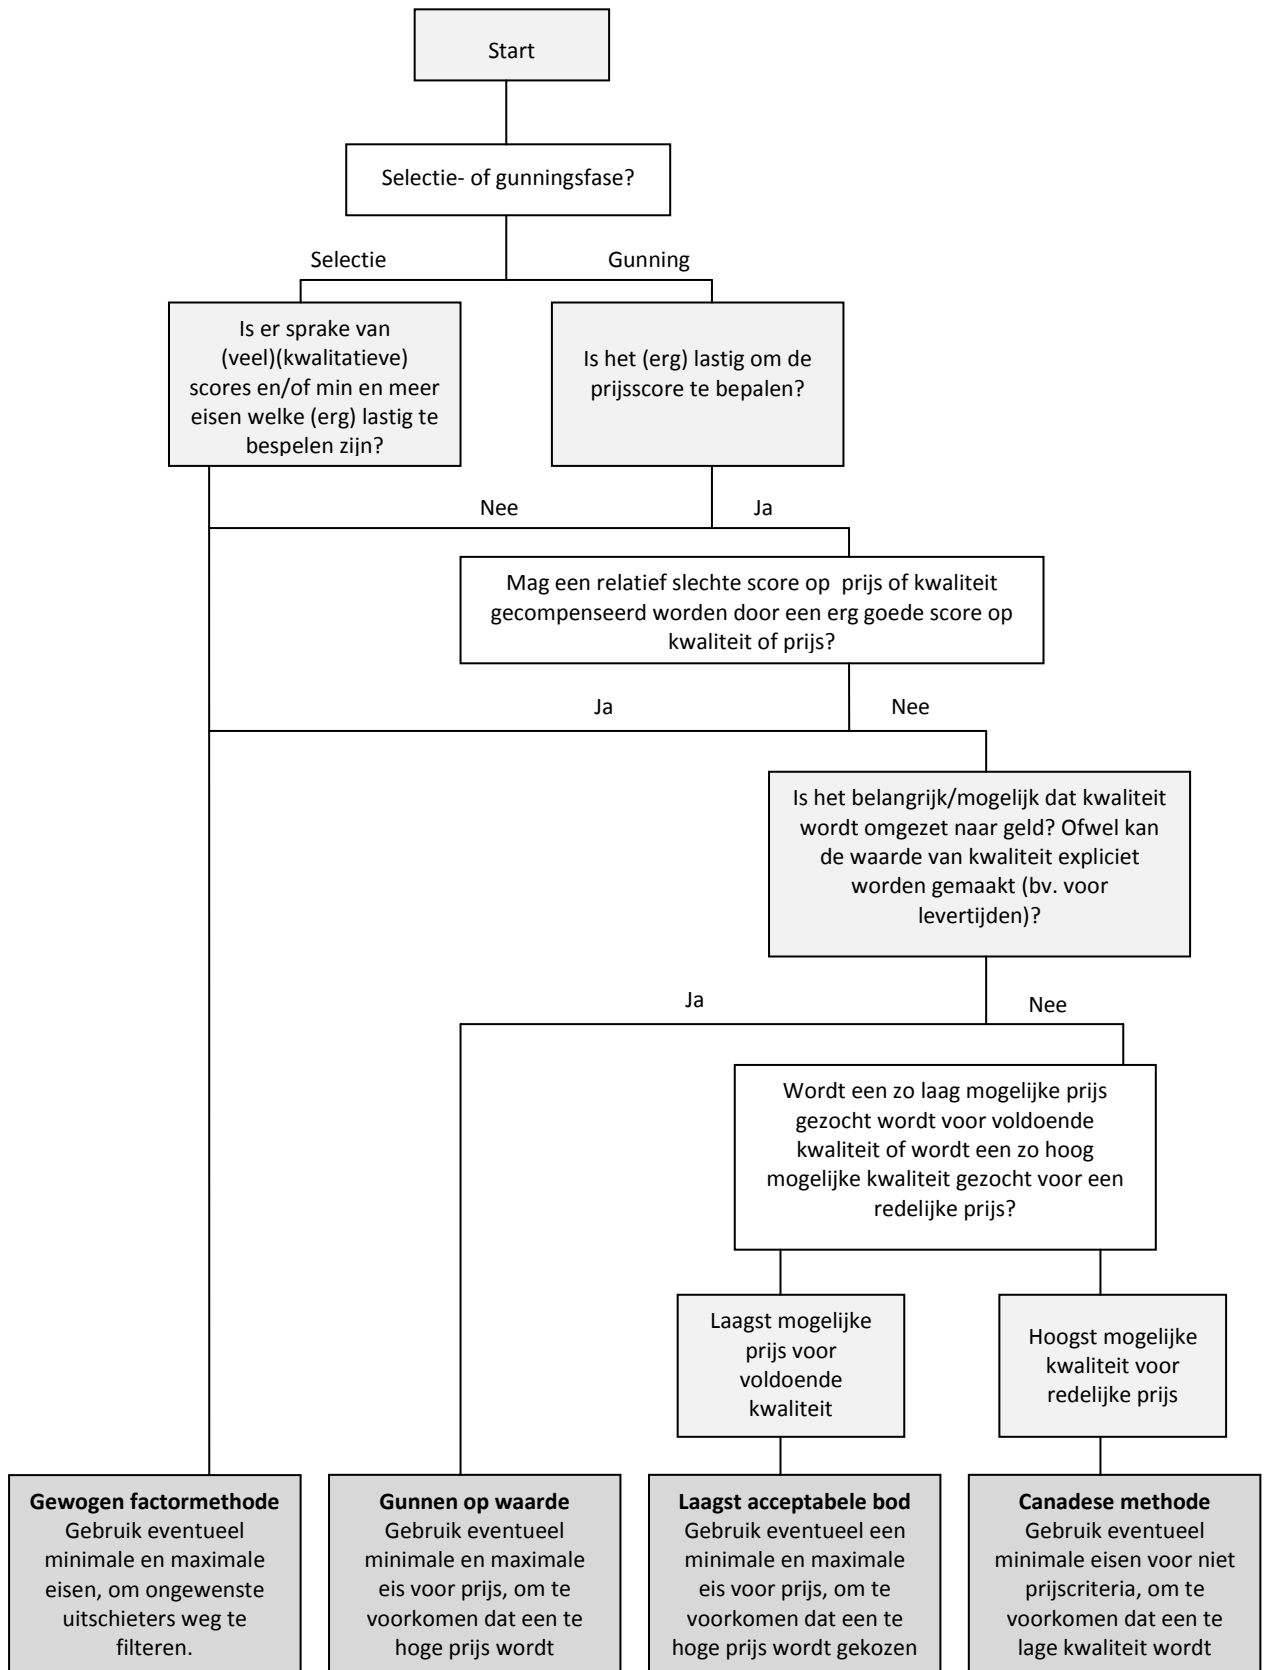 Start
Selectie- of gunningsfase?
Selectie
Gunning
Is er sprake van
(veel)(kwalitatieve)
scores en/of min en meer
eisen welke (erg) lastig te
bespelen zijn?
Is het (erg) lastig om de
prijsscore te bepalen?
Nee
Ja
Mag een relatief slechte score op prijs of kwaliteit
gecompenseerd worden door een erg goede score op
kwaliteit of prijs?
Ja
Nee
Is het belangrijk/mogelijk dat kwaliteit
wordt omgezet naar geld? Ofwel kan
de waarde van kwaliteit expliciet
worden gemaakt (bv. voor
levertijden)?
Ja
Nee
Wordt een zo laag mogelijke prijs
gezocht wordt voor voldoende
kwaliteit of wordt een zo hoog
mogelijke kwaliteit gezocht voor een
redelijke prijs?
Laagst mogelijke
prijs voor
voldoende
kwaliteit
Hoogst mogelijke
kwaliteit voor
redelijke prijs
Gewogen factormethode
Gebruik eventueel
minimale en maximale
eisen, om ongewenste
uitschieters weg te
filteren.
Gunnen op waarde
Gebruik eventueel
minimale en maximale
eis voor prijs, om te
voorkomen dat een te
hoge prijs wordt
Laagst acceptabele bod
Gebruik eventueel een
minimale en maximale
eis voor prijs, om te
voorkomen dat een te
hoge prijs wordt gekozen
Canadese methode
Gebruik eventueel
minimale eisen voor niet
prijscriteria, om te
voorkomen dat een te
lage kwaliteit wordt